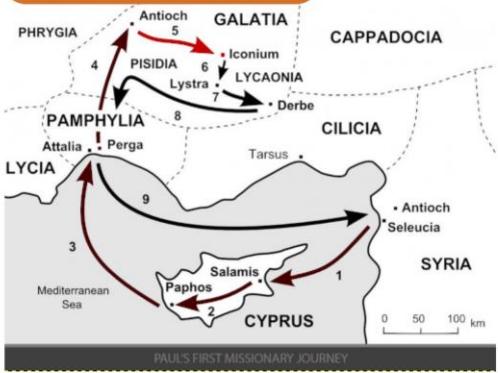 Antioch
GALATIA
PHRYGIA
5
CAPPADOCIA
Iconium
PISIDIA
6
4
LYCAONIA
Lystra
7
Derbe
8
PAMPHYLIA
CILICIA
Attalia
Perga
Tarsus
LYCIA
9
Antioch
Seleucia
3
SYRIA
Salamis
1
Mediterranean
Sea
Paphos
2
CYPRUS
0 50 100 km
PAUL'S FIRST MISSIONARY JOURNEY